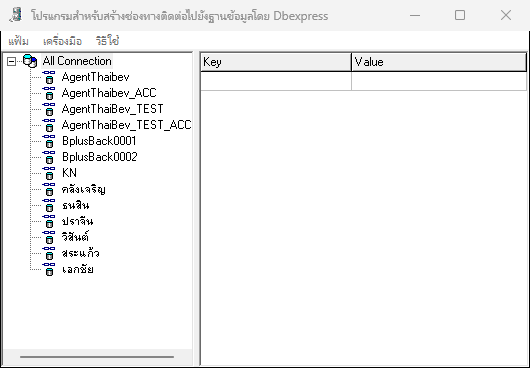 โปรแกรมสำหรับสร้างช่องทางติดต่อไปยังฐานข้อมูลโดย Dbexpress
แฟ้ม เครื่องมือ วิธีใช้
All Connection
AgentThaibev
AgentThaibev_ACC
AgentThaiBev_TEST
AgentThaiBev_TEST_ACC
BplusBack0001
BplusBack0002
KN
คลังเจริญ
ธนสิน
ปราจีน
วิสันต์
สระแก้ว
เอกชัย
Key Value